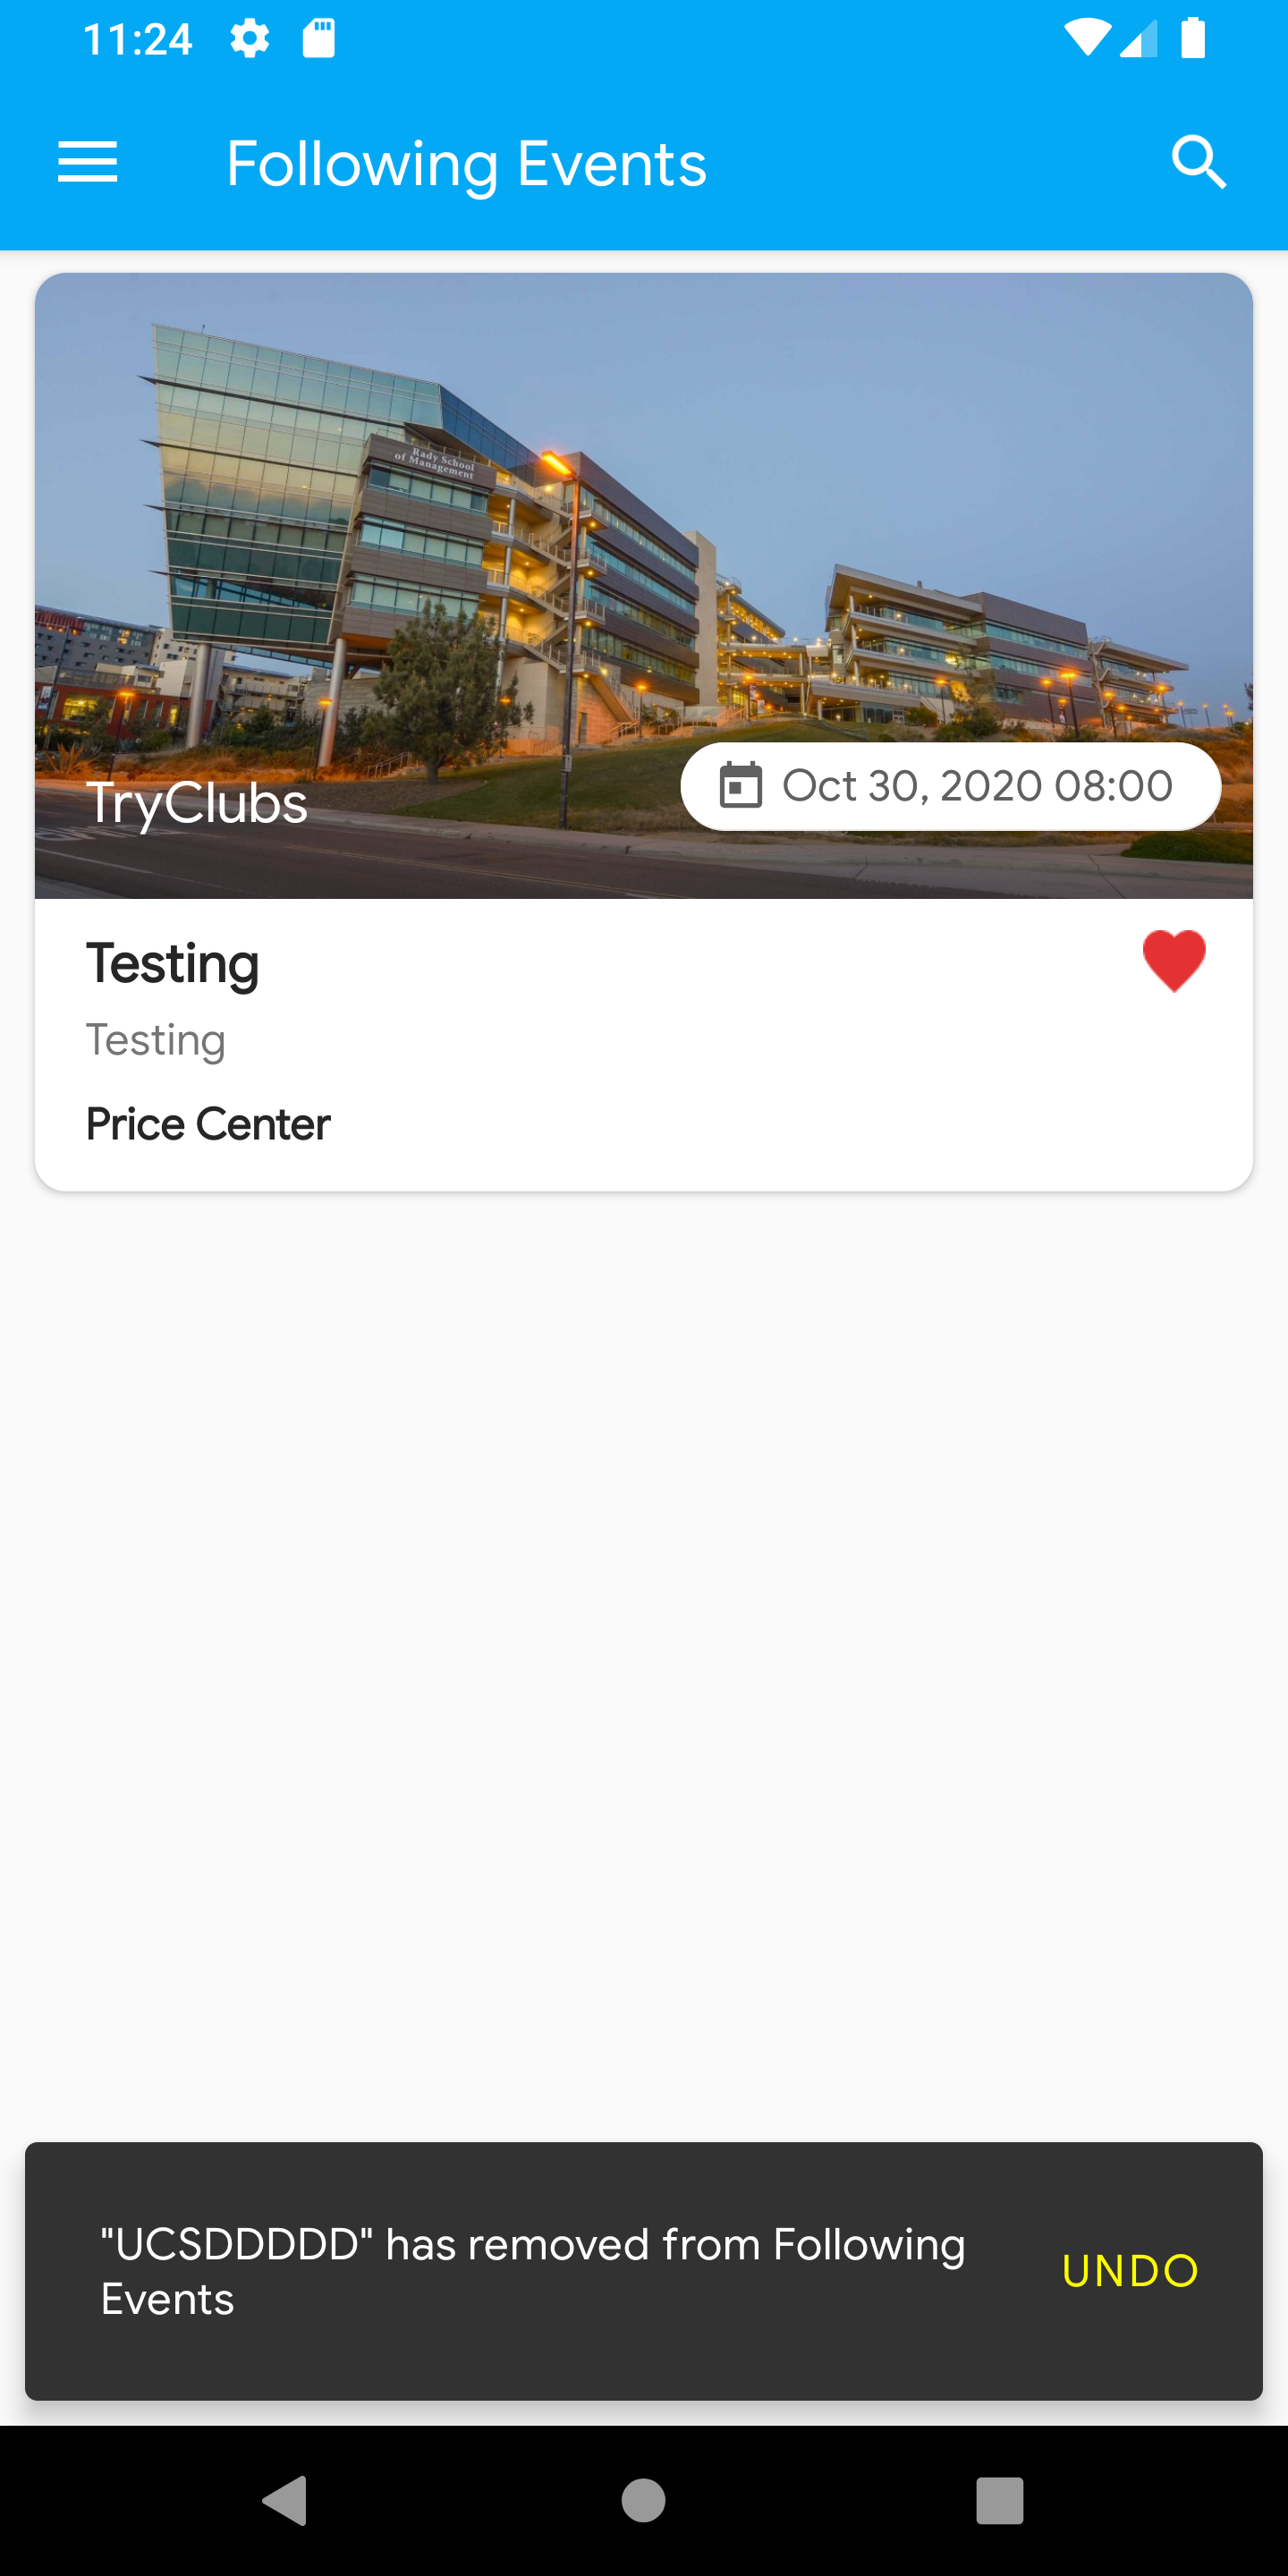 11:24
Following Events
Rady School
of Management
TryClubs
Oct 30, 2020 08:00
Testing
Testing
Price Center
"UCSDDDDD" has removed from Following
Events
UNDO